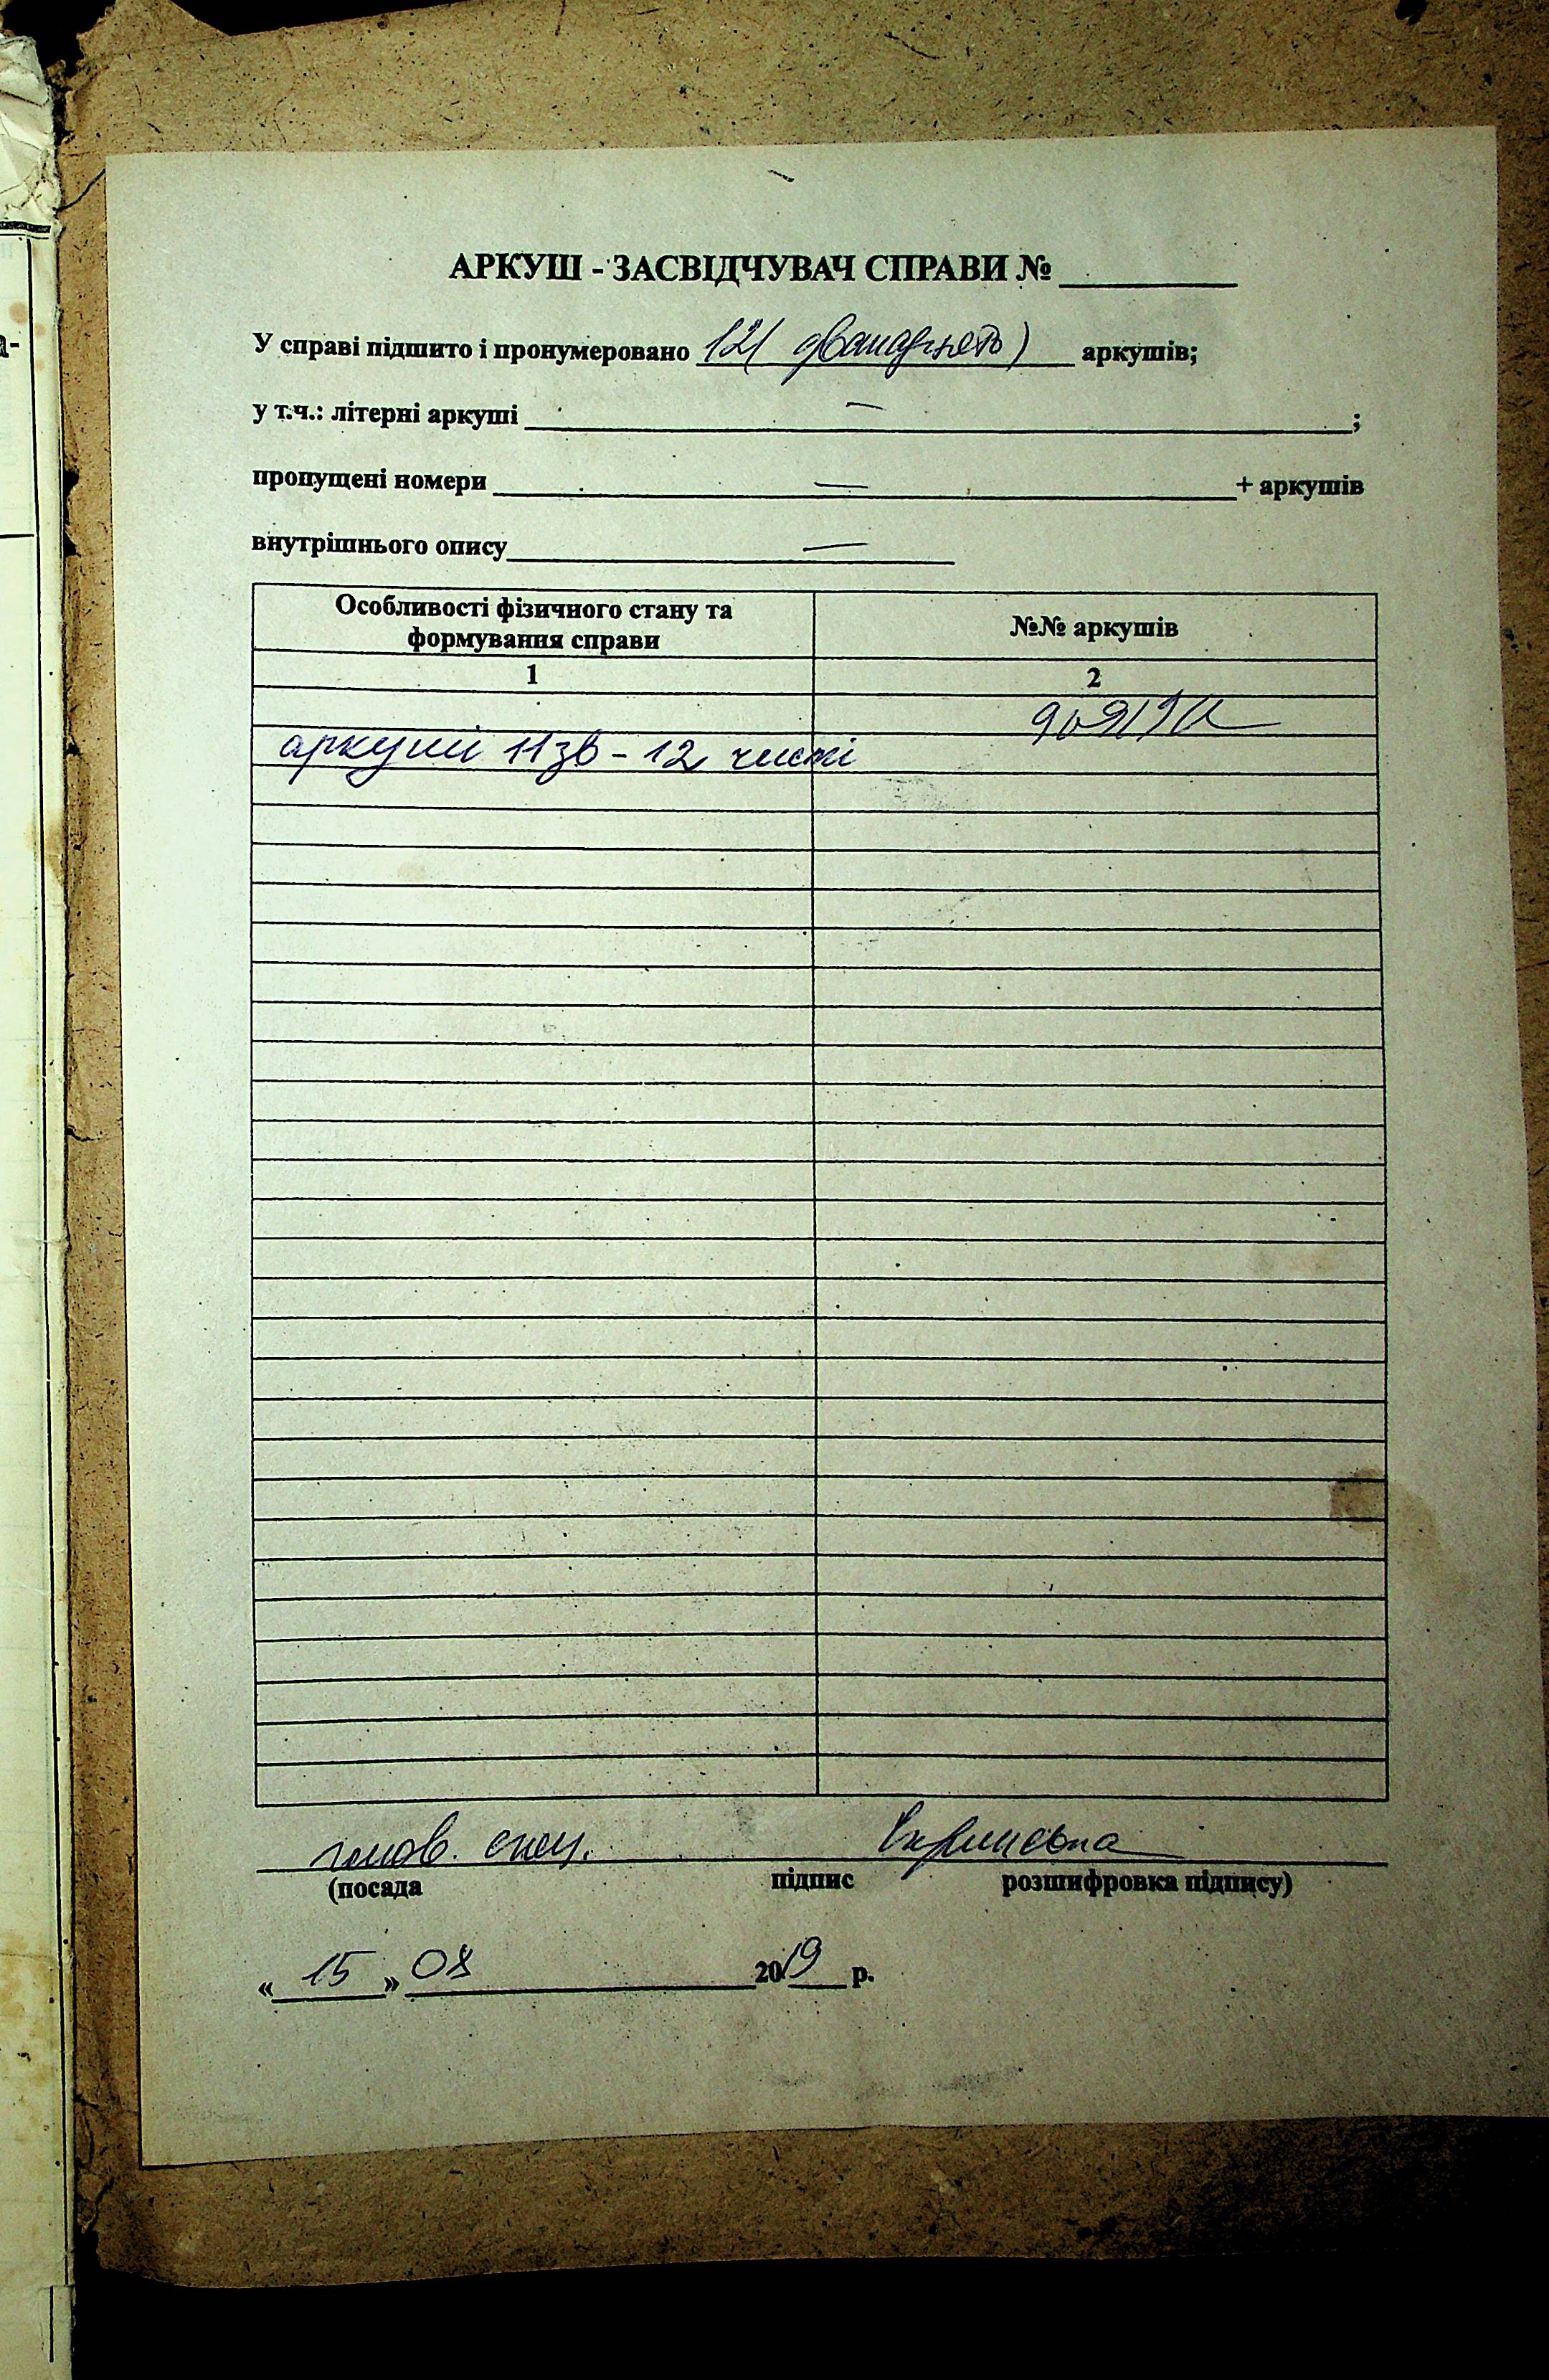 АРКУШ - ЗАСВІДЧУВАЧ СПРАВИ № ________
У справі підшито і пронумеровано 12( дванадцять) аркушів;
у т.ч.: літерні аркуші — ;
пропущені номери — + аркушів
внутрішнього опису —
Особливості фізичного стану та формування справи №№ аркушів
1 2
аркуші 11зв - 12 чисті
голов. спец.
(посада підпис розшифровка підпису)
« 15 » 08 2019 р.
а-